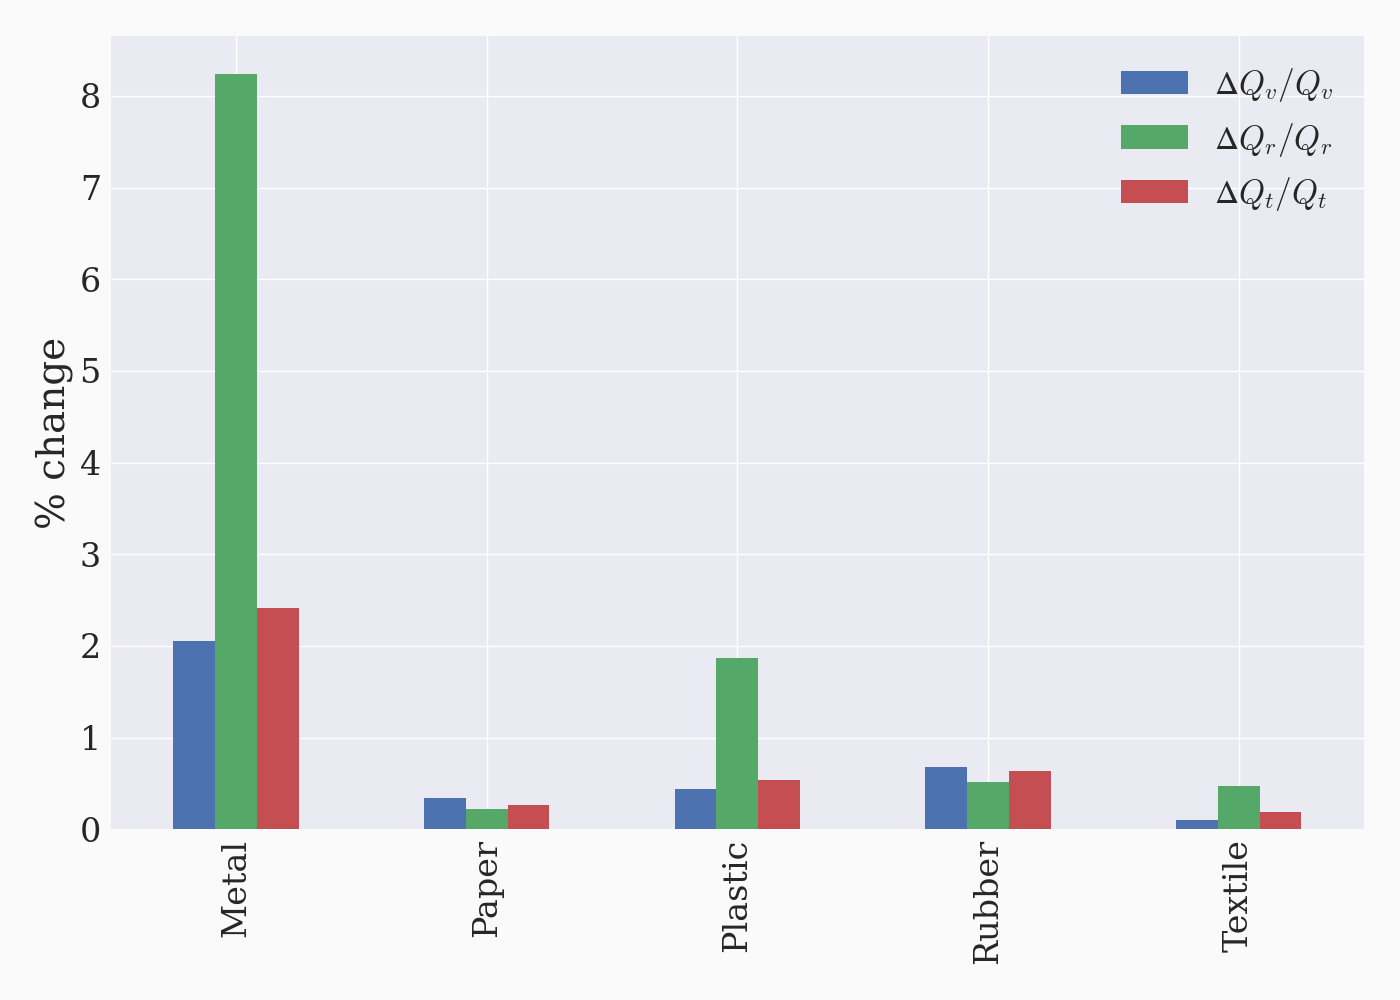 % change
8
7
6
5
4
3
2
1
0
ΔQᵥ/Qᵥ
ΔQᵣ/Qᵣ
ΔQₜ/Qₜ
Metal
Paper
Plastic
Rubber
Textile